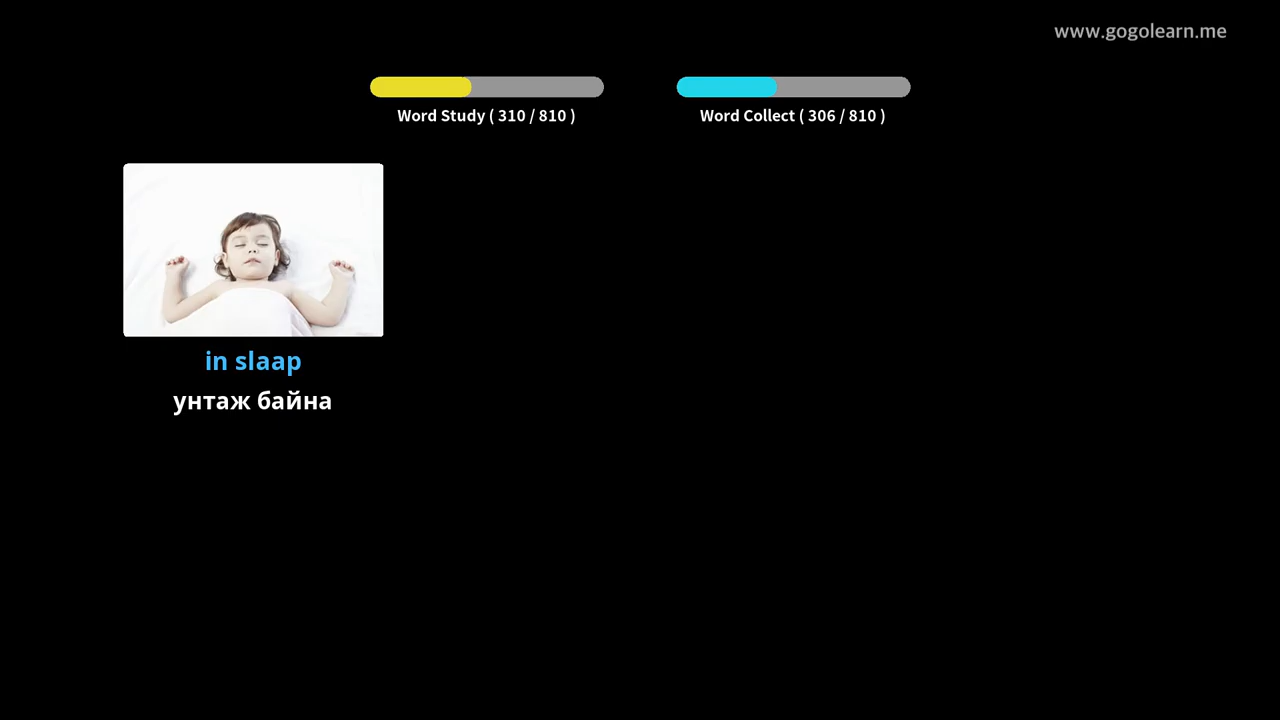 www.gogolearn.me
Word Study ( 310 / 810 )
Word Collect ( 306 / 810 )
in slaap
унтаж байна